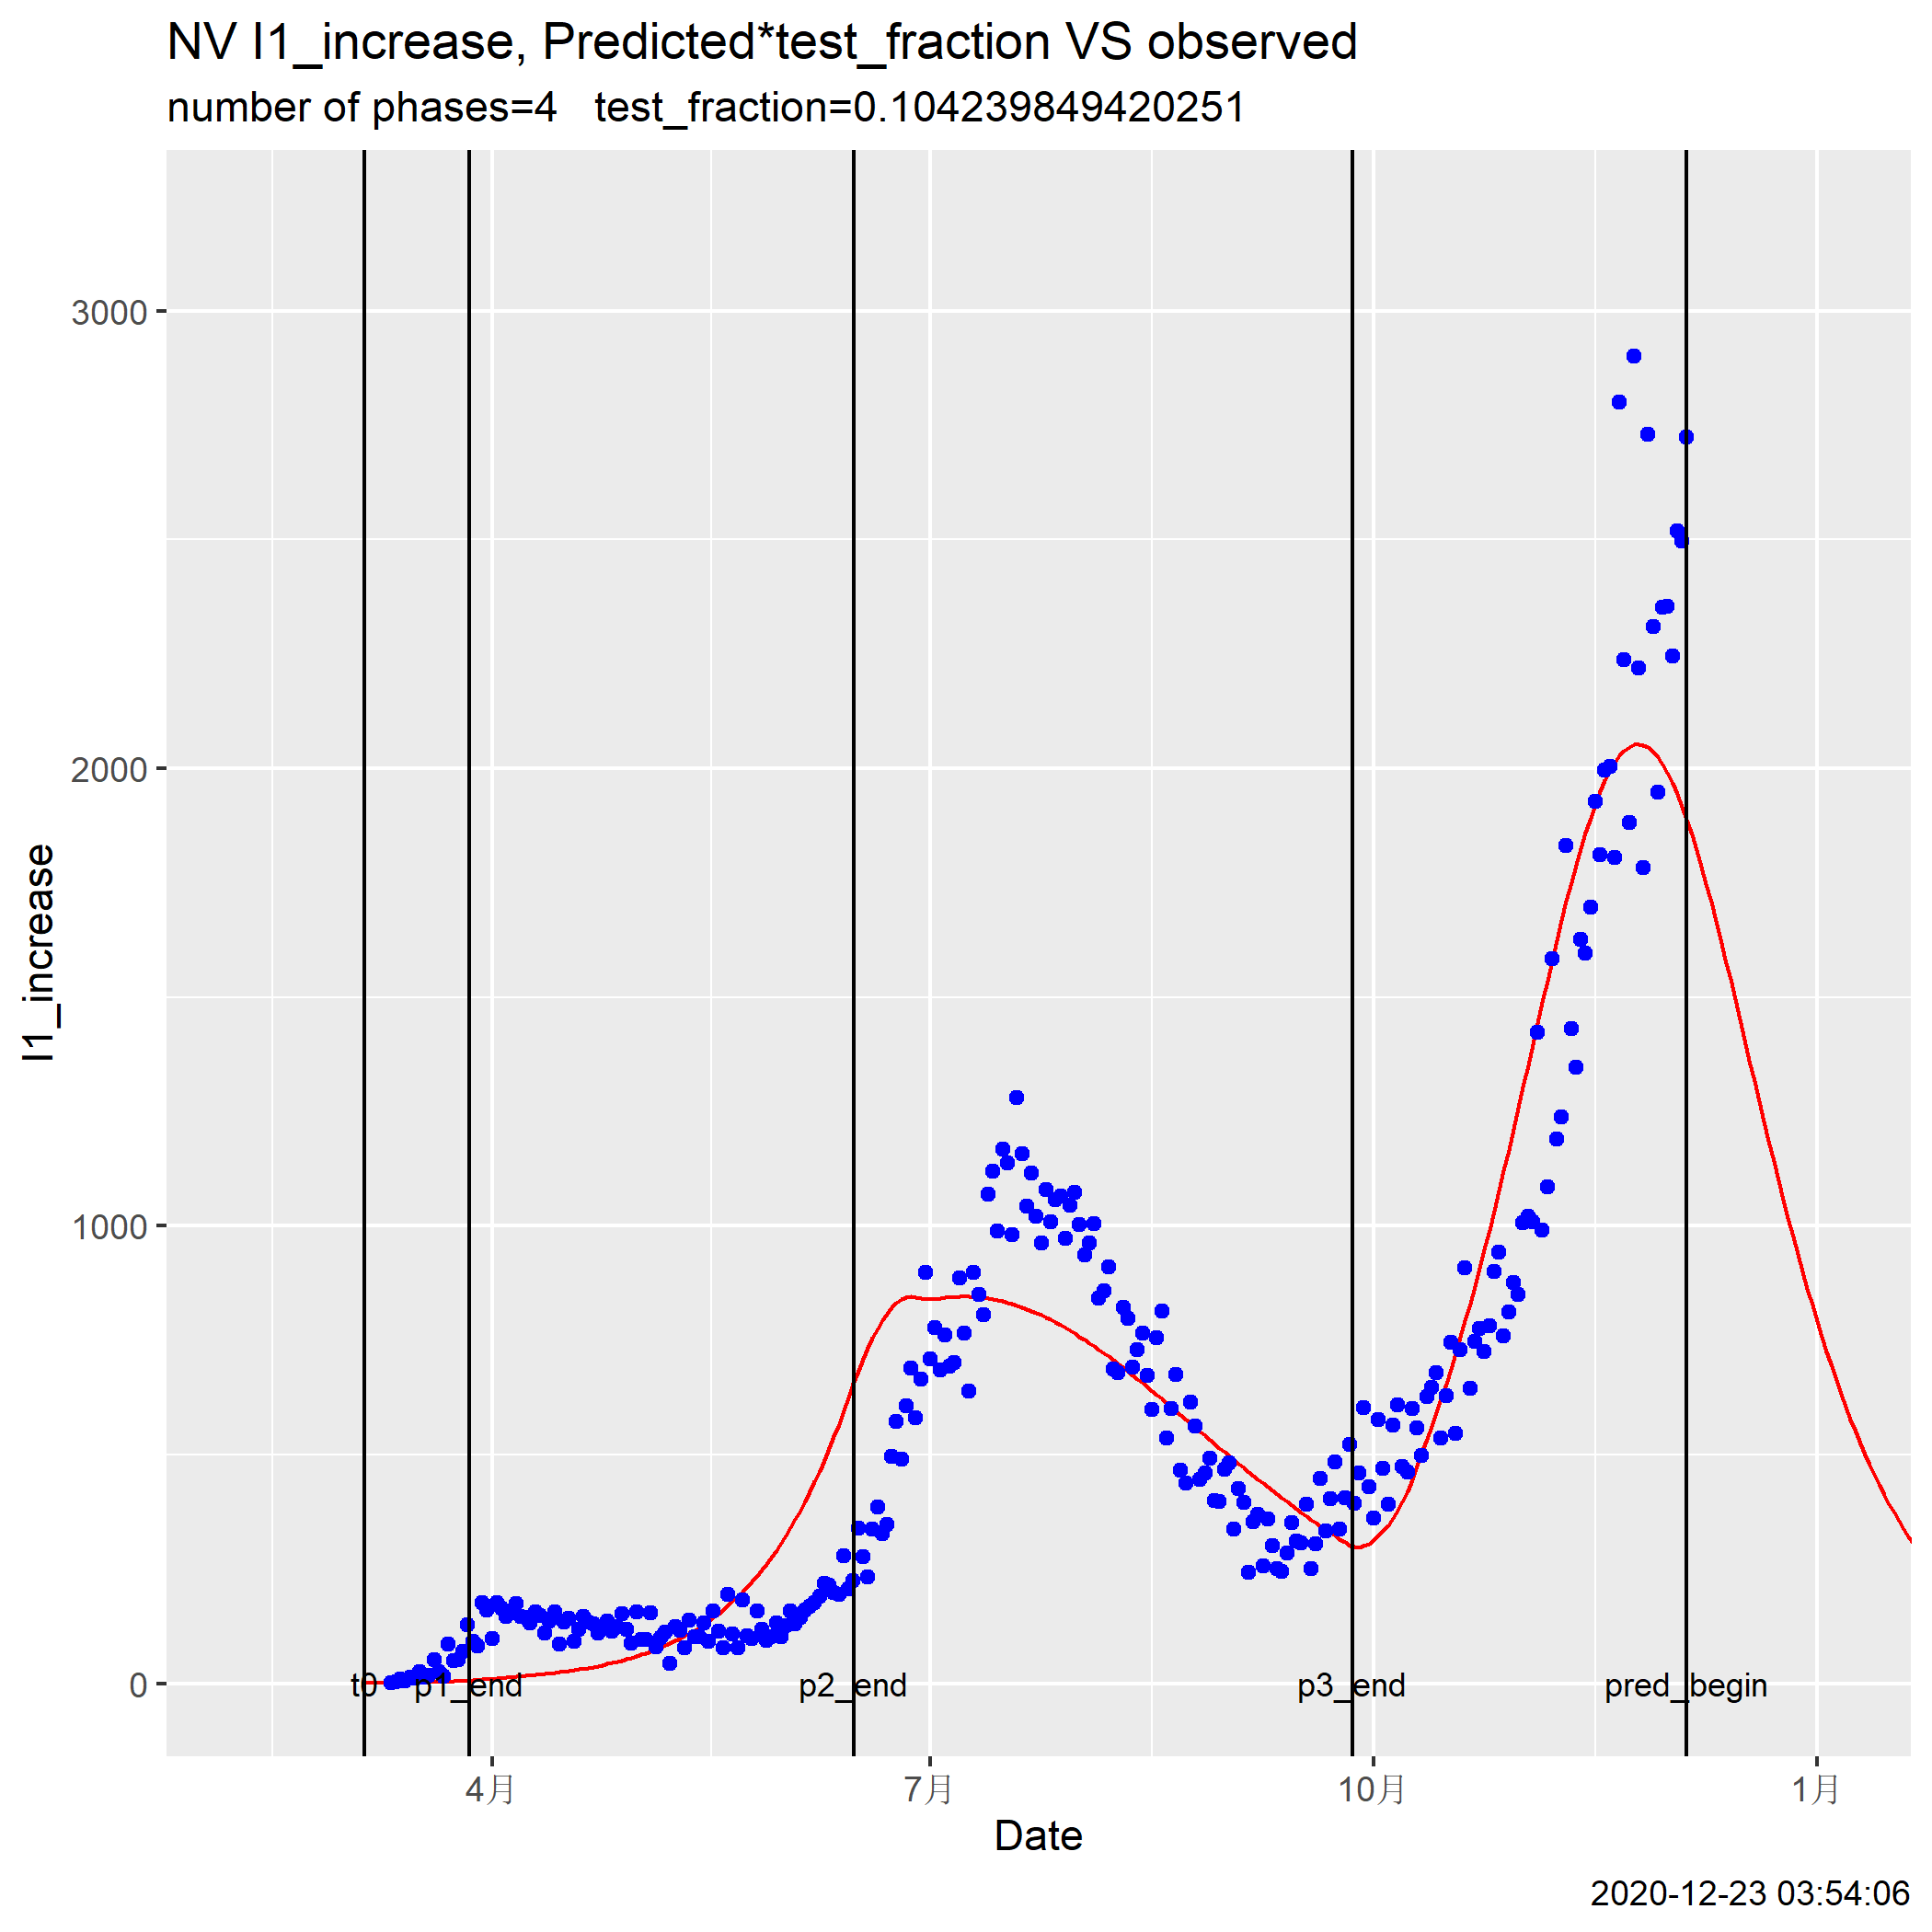 NV I1_increase, Predicted*test_fraction VS observed
number of phases=4 test_fraction=0.104239849420251
3000
2000
1000
0
I1_increase
t0 p1_end p2_end p3_end pred_begin
4月 7月 10月 1月
Date
2020-12-23 03:54:06